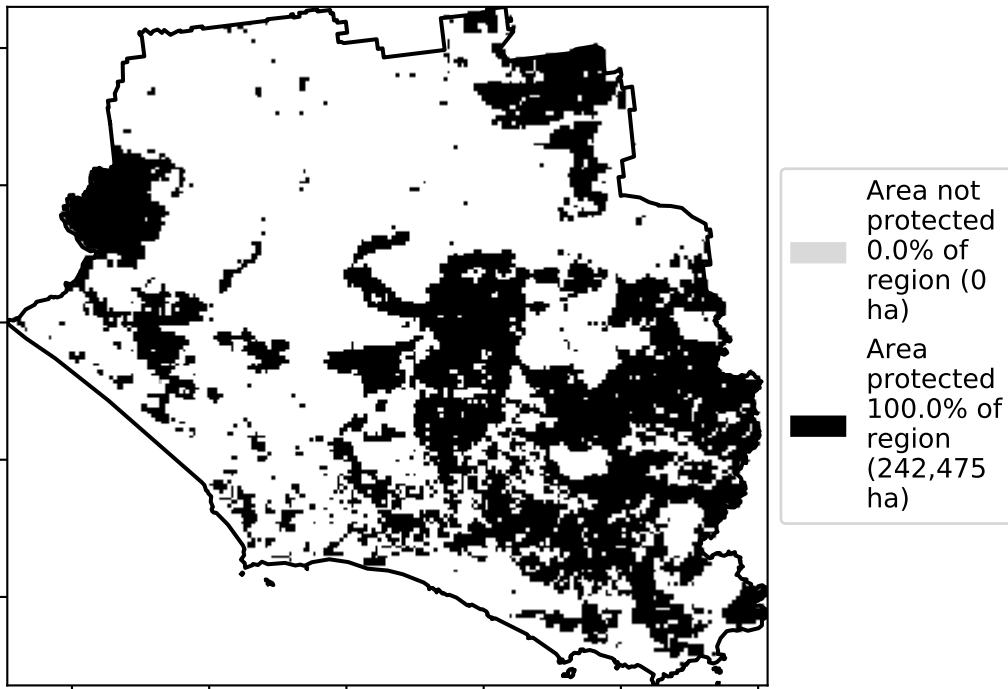 Area not
protected
0.0% of
region (0
ha)
Area
protected
100.0% of
region
(242,475
ha)